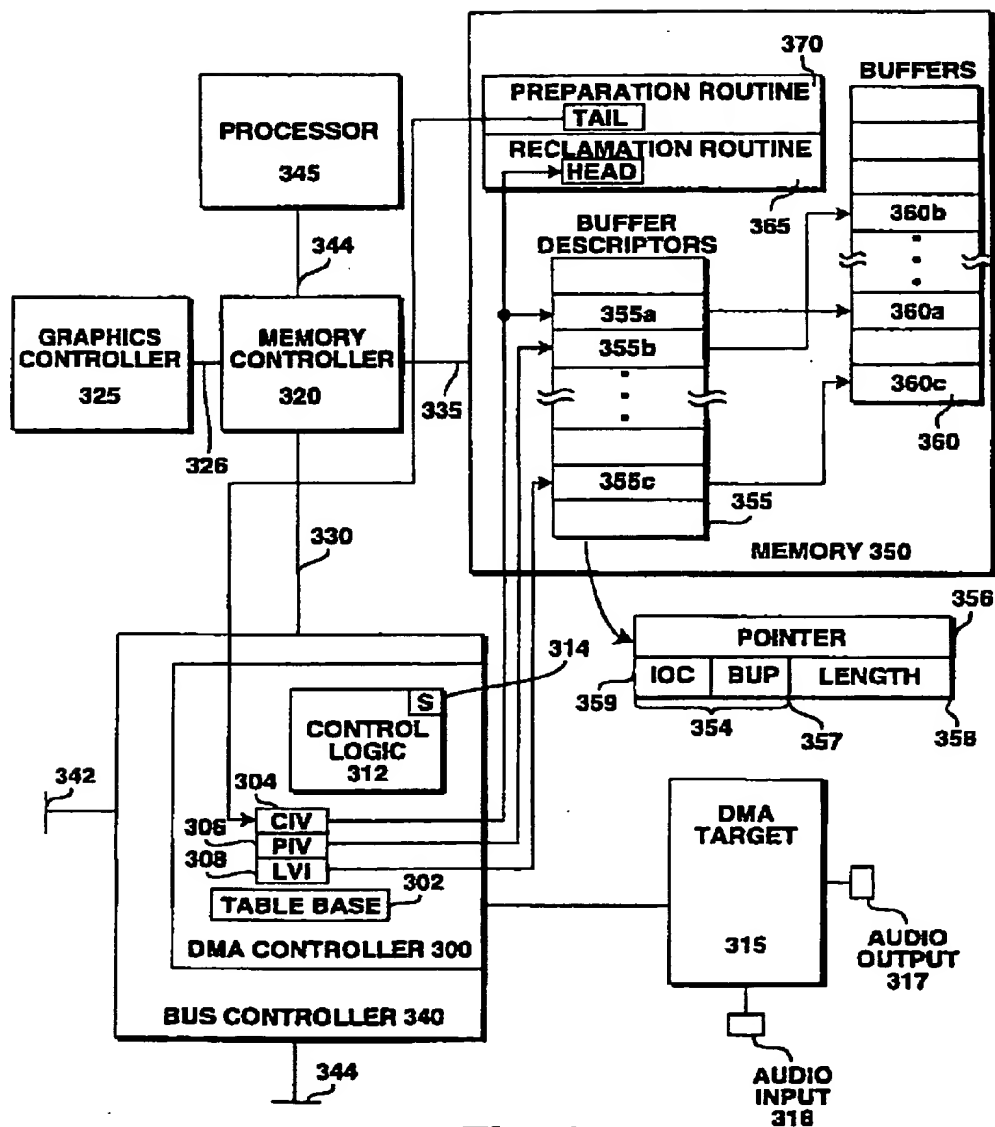 370
PREPARATION ROUTINE
TAIL
RECLAMATION ROUTINE
HEAD
365
BUFFERS
360b
360a
360c
360
BUFFER
DESCRIPTORS
355a
355b
355c
355
MEMORY 350
PROCESSOR
345
344
GRAPHICS
CONTROLLER
325
326
MEMORY
CONTROLLER
320
335
330
POINTER
356
IOC
BUP
LENGTH
359
354
357
358
314
S
CONTROL
LOGIC
312
342
304
CIV
306
PIV
308
LVI
302
TABLE BASE
DMA CONTROLLER 300
BUS CONTROLLER 340
344
DMA
TARGET
315
AUDIO
OUTPUT
317
AUDIO
INPUT
318